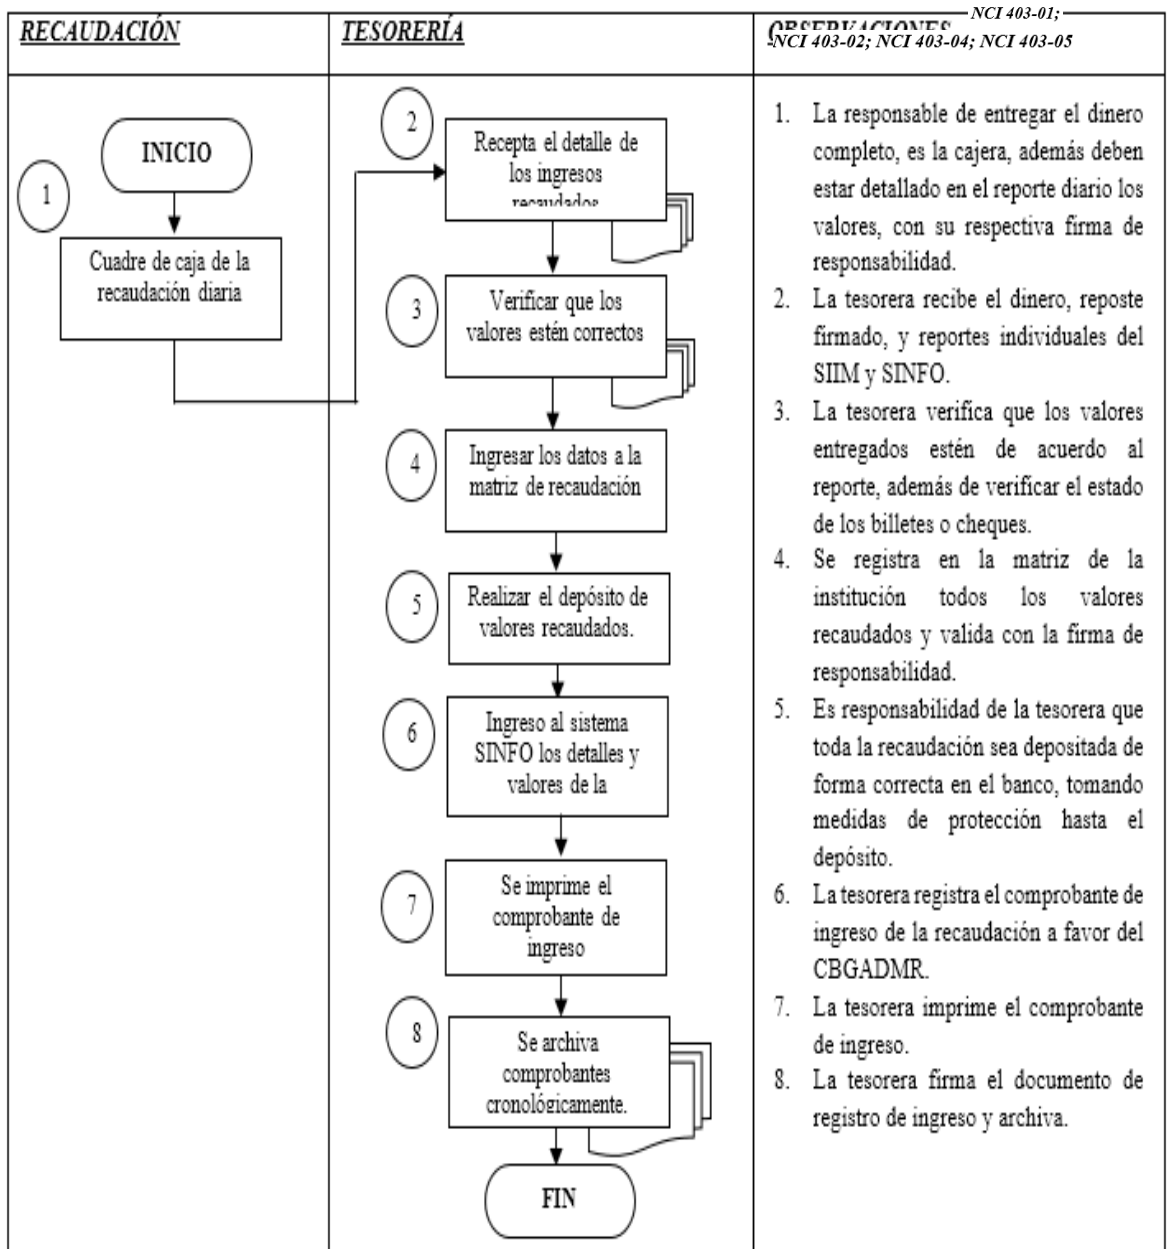 RECAUDACIÓN
TESORERÍA
OBSERVACIONES
NCI 403-01;
NCI 403-02; NCI 403-04; NCI 403-05
INICIO
1
Cuadre de caja de la
recaudación diaria
2
Recepta el detalle de
los ingresos
recaudados
3
Verificar que los
valores estén correctos
4
Ingresar los datos a la
matriz de recaudación
5
Realizar el depósito de
valores recaudados.
6
Ingreso al sistema
SINFO los detalles y
valores de la
7
Se imprime el
comprobante de
ingreso
8
Se archiva
comprobantes
cronológicamente.
FIN
1. La responsable de entregar el dinero
completo, es la cajera, además deben
estar detallado en el reporte diario los
valores, con su respectiva firma de
responsabilidad.
2. La tesorera recibe el dinero, reposte
firmado, y reportes individuales del
SIIM y SINFO.
3. La tesorera verifica que los valores
entregados estén de acuerdo al
reporte, además de verificar el estado
de los billetes o cheques.
4. Se registra en la matriz de la
institución todos los valores
recaudados y valida con la firma de
responsabilidad.
5. Es responsabilidad de la tesorera que
toda la recaudación sea depositada de
forma correcta en el banco, tomando
medidas de protección hasta el
depósito.
6. La tesorera registra el comprobante de
ingreso de la recaudación a favor del
CBGADMR.
7. La tesorera imprime el comprobante
de ingreso.
8. La tesorera firma el documento de
registro de ingreso y archiva.